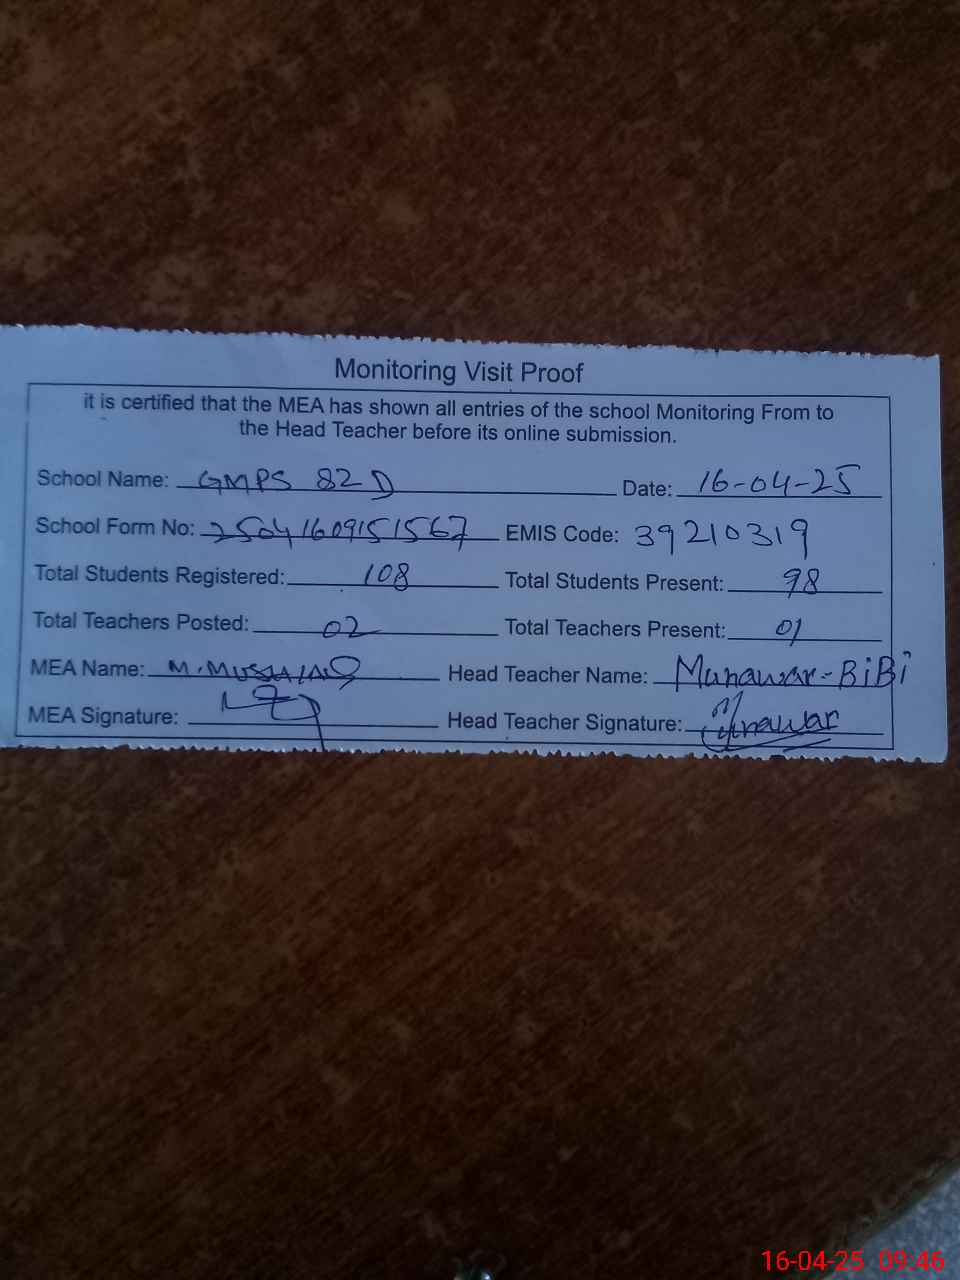 Monitoring Visit Proof
it is certified that the MEA has shown all entries of the school Monitoring From to
the Head Teacher before its online submission.
School Name: GMPS 82 D Date: 16-04-25
School Form No: 25041609151567 EMIS Code: 39210319
Total Students Registered: 108 Total Students Present: 98
Total Teachers Posted: 02 Total Teachers Present: 01
MEA Name: M. Head Teacher Name: Munawar-BiBi
MEA Signature: Head Teacher Signature: Munawar
16-04-25 09:46